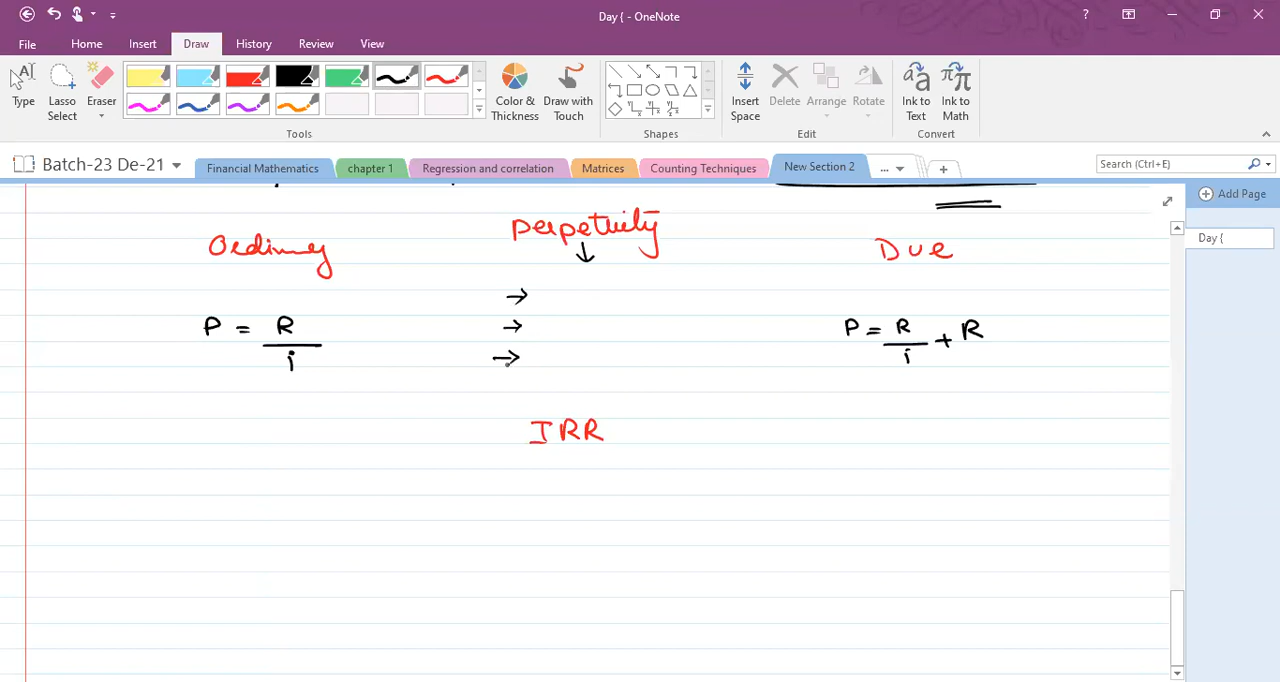 Day { - OneNote
?
File Home Insert Draw History Review View
Type
Lasso Select
Eraser
Color & Thickness
Draw with Touch
Insert Space
Delete
Arrange
Rotate
Ink to Text
Ink to Math
Tools
Shapes
Edit
Convert
Batch-23 De-21
Financial Mathematics
chapter 1
Regression and correlation
Matrices
Counting Techniques
New Section 2
...
Search (Ctrl+E)
Add Page
Day {
Perpetuity
Ordinary
Due
↓
→
→
→
P = R / i
P = R / i + R
IRR